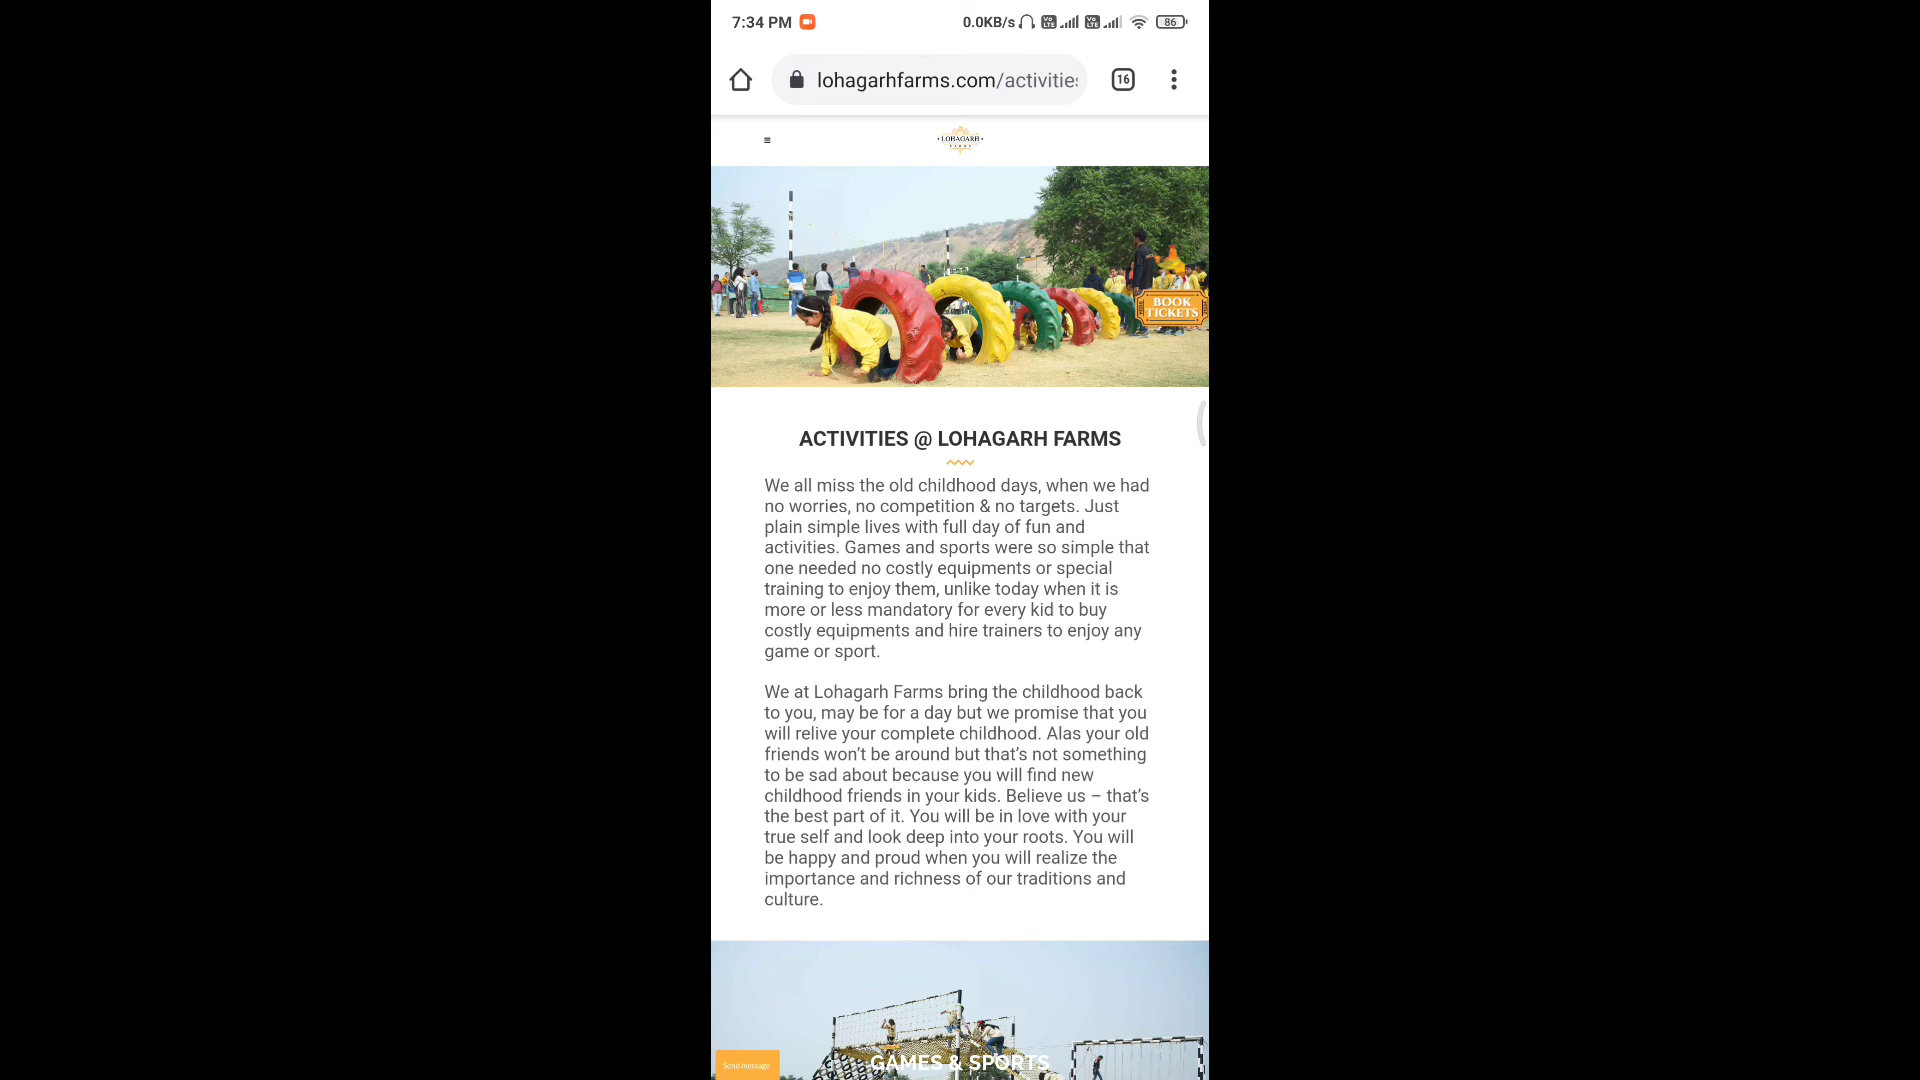 7:34 PM
0.0KB/s
Vo LTE
Vo LTE
86
lohagarhfarms.com/activities
16
LOHAGARH
FARMS
BOOK
TICKETS
ACTIVITIES @ LOHAGARH FARMS
We all miss the old childhood days, when we had
no worries, no competition & no targets. Just
plain simple lives with full day of fun and
activities. Games and sports were so simple that
one needed no costly equipments or special
training to enjoy them, unlike today when it is
more or less mandatory for every kid to buy
costly equipments and hire trainers to enjoy any
game or sport.
We at Lohagarh Farms bring the childhood back
to you, may be for a day but we promise that you
will relive your complete childhood. Alas your old
friends won’t be around but that’s not something
to be sad about because you will find new
childhood friends in your kids. Believe us – that’s
the best part of it. You will be in love with your
true self and look deep into your roots. You will
be happy and proud when you will realize the
importance and richness of our traditions and
culture.
GAMES & SPORTS
Send message